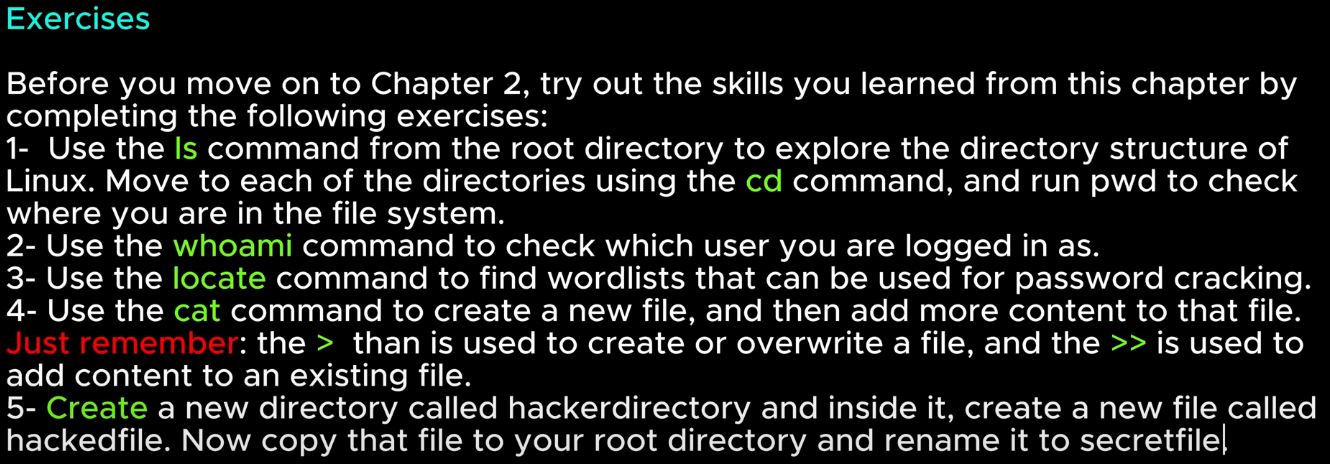 Exercises
Before you move on to Chapter 2, try out the skills you learned from this chapter by
completing the following exercises:
1-  Use the ls command from the root directory to explore the directory structure of
Linux. Move to each of the directories using the cd command, and run pwd to check
where you are in the file system.
2- Use the whoami command to check which user you are logged in as.
3- Use the locate command to find wordlists that can be used for password cracking.
4- Use the cat command to create a new file, and then add more content to that file.
Just remember: the >  than is used to create or overwrite a file, and the >> is used to
add content to an existing file.
5- Create a new directory called hackerdirectory and inside it, create a new file called
hackedfile. Now copy that file to your root directory and rename it to secretfile.